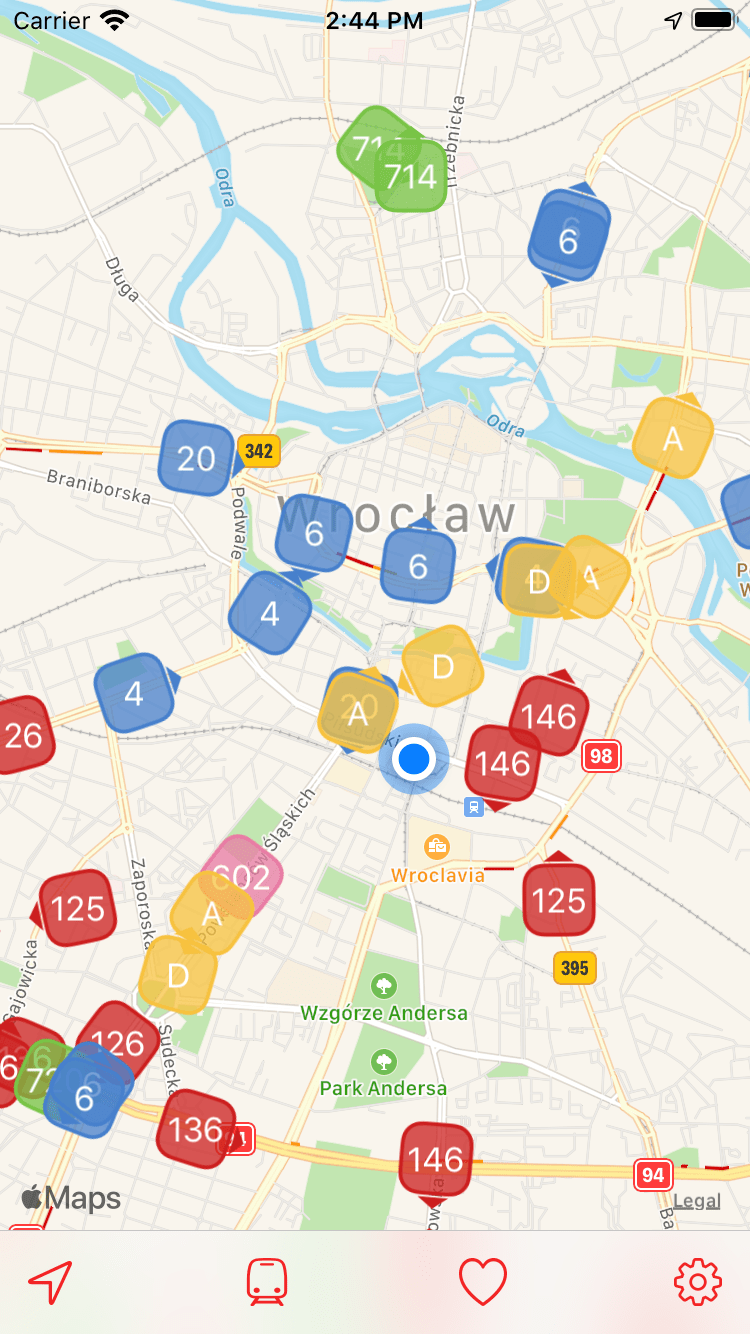 Carrier
2:44 PM
Trzebnicka
714
714
Odra
6
Długa
Odra
A
20
342
Braniborska
Podwale
Wrocław
6
6
D
A
4
D
4
20
A
146
26
146
98
Wroclavia
602
125
A
125
Zaporoska
D
395
Wzgórze Andersa
Sudecka
126
Park Andersa
6
136
146
94
Maps
Legal